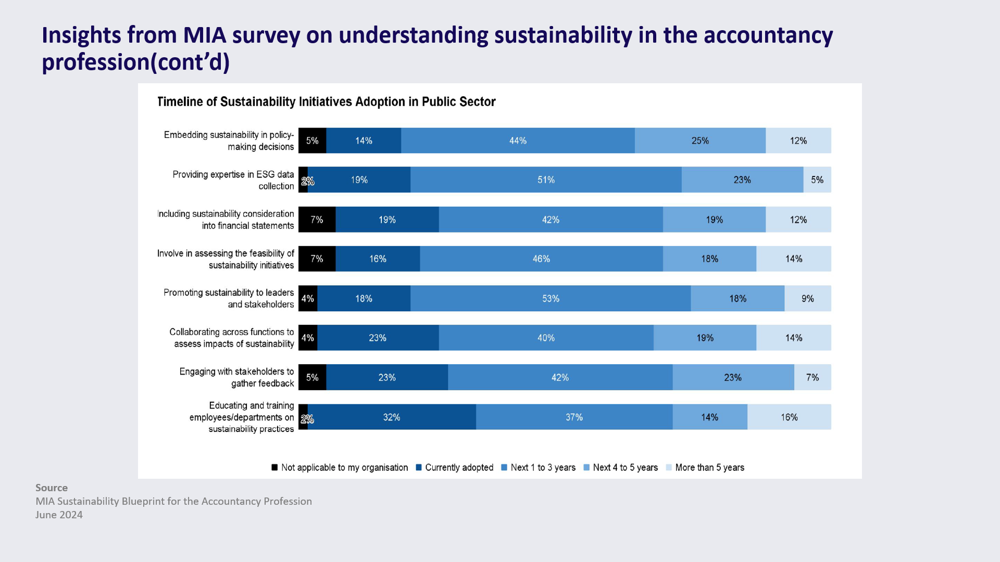 Insights from MIA survey on understanding sustainability in the accountancy
profession(cont’d)
Timeline of Sustainability Initiatives Adoption in Public Sector
Embedding sustainability in policy-
making decisions
5% 14% 44% 25% 12%
Providing expertise in ESG data
collection
2% 19% 51% 23% 5%
Including sustainability consideration
into financial statements
7% 19% 42% 19% 12%
Involve in assessing the feasibility of
sustainability initiatives
7% 16% 46% 18% 14%
Promoting sustainability to leaders
and stakeholders
4% 18% 53% 18% 9%
Collaborating across functions to
assess impacts of sustainability
4% 23% 40% 19% 14%
Engaging with stakeholders to
gather feedback
5% 23% 42% 23% 7%
Educating and training
employees/departments on
sustainability practices
2% 32% 37% 14% 16%
Not applicable to my organisation Currently adopted Next 1 to 3 years Next 4 to 5 years More than 5 years
Source
MIA Sustainability Blueprint for the Accountancy Profession
June 2024